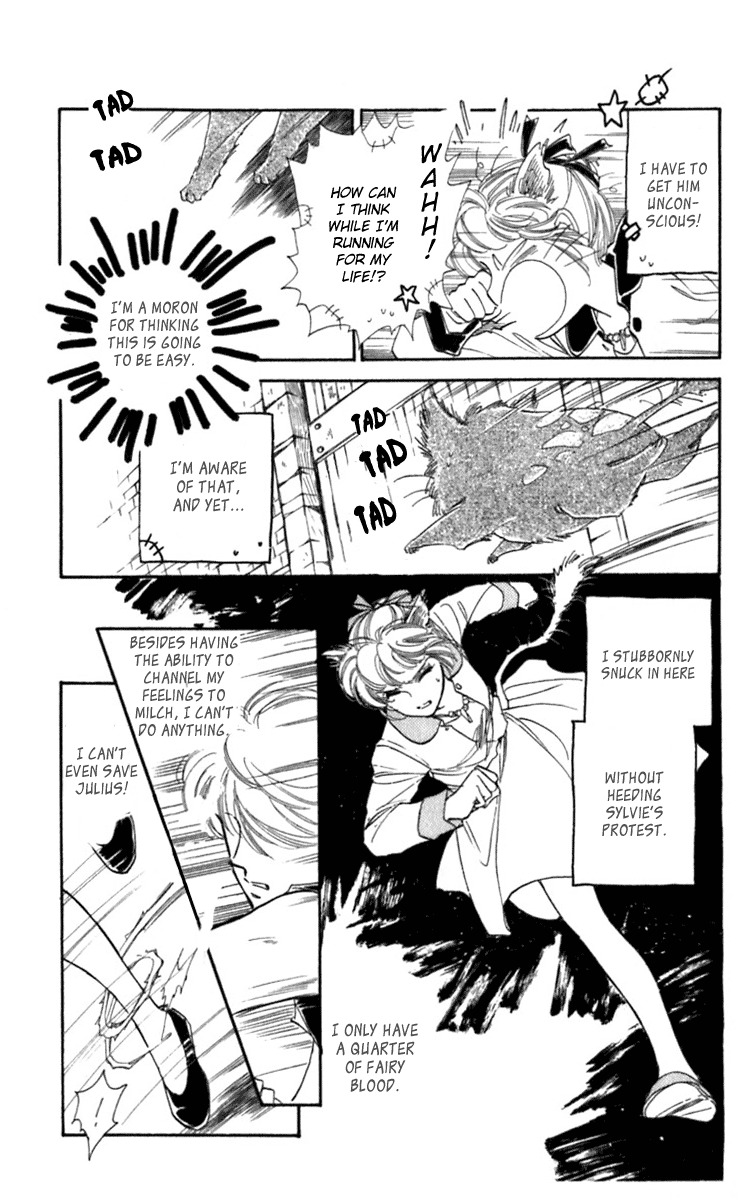 I HAVE TO
GET HIM
UNCON-
SCIOUS!
WAHH!
HOW CAN
I THINK
WHILE I'M
RUNNING
FOR MY
LIFE!?
TAD
TAD
I'M A MORON
FOR THINKING
THIS IS GOING
TO BE EASY.
TAD
TAD
TAD
I'M AWARE
OF THAT,
AND YET...
I STUBBORNLY
SNUCK IN HERE
WITHOUT
HEEDING
SYLVIE'S
PROTEST.
I ONLY HAVE
A QUARTER
OF FAIRY
BLOOD.
BESIDES HAVING
THE ABILITY TO
CHANNEL MY
FEELINGS TO
MILCH, I CAN'T
DO ANYTHING.
I CAN'T
EVEN SAVE
JULIUS!
!